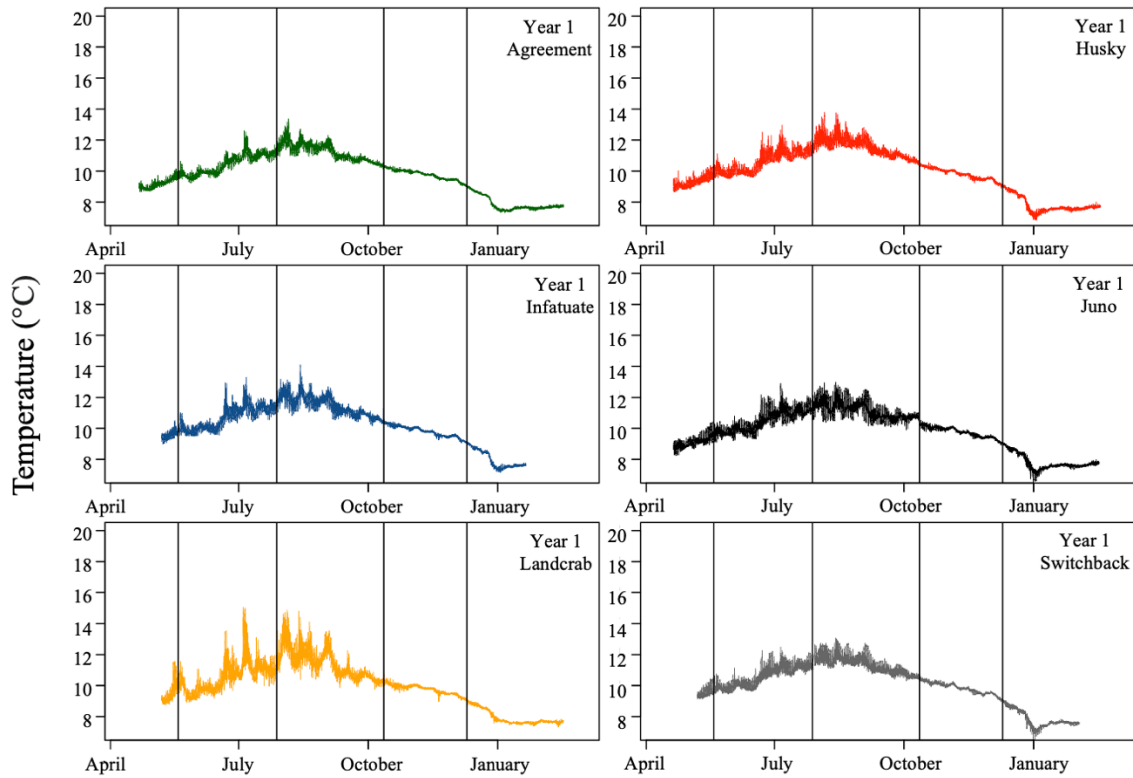 Temperature (°C)
20
18
16
14
12
10
8
Year 1
Agreement
April
July
October
January
20
18
16
14
12
10
8
Year 1
Husky
April
July
October
January
20
18
16
14
12
10
8
Year 1
Infatuate
April
July
October
January
20
18
16
14
12
10
8
Year 1
Juno
April
July
October
January
20
18
16
14
12
10
8
Year 1
Landcrab
April
July
October
January
20
18
16
14
12
10
8
Year 1
Switchback
April
July
October
January